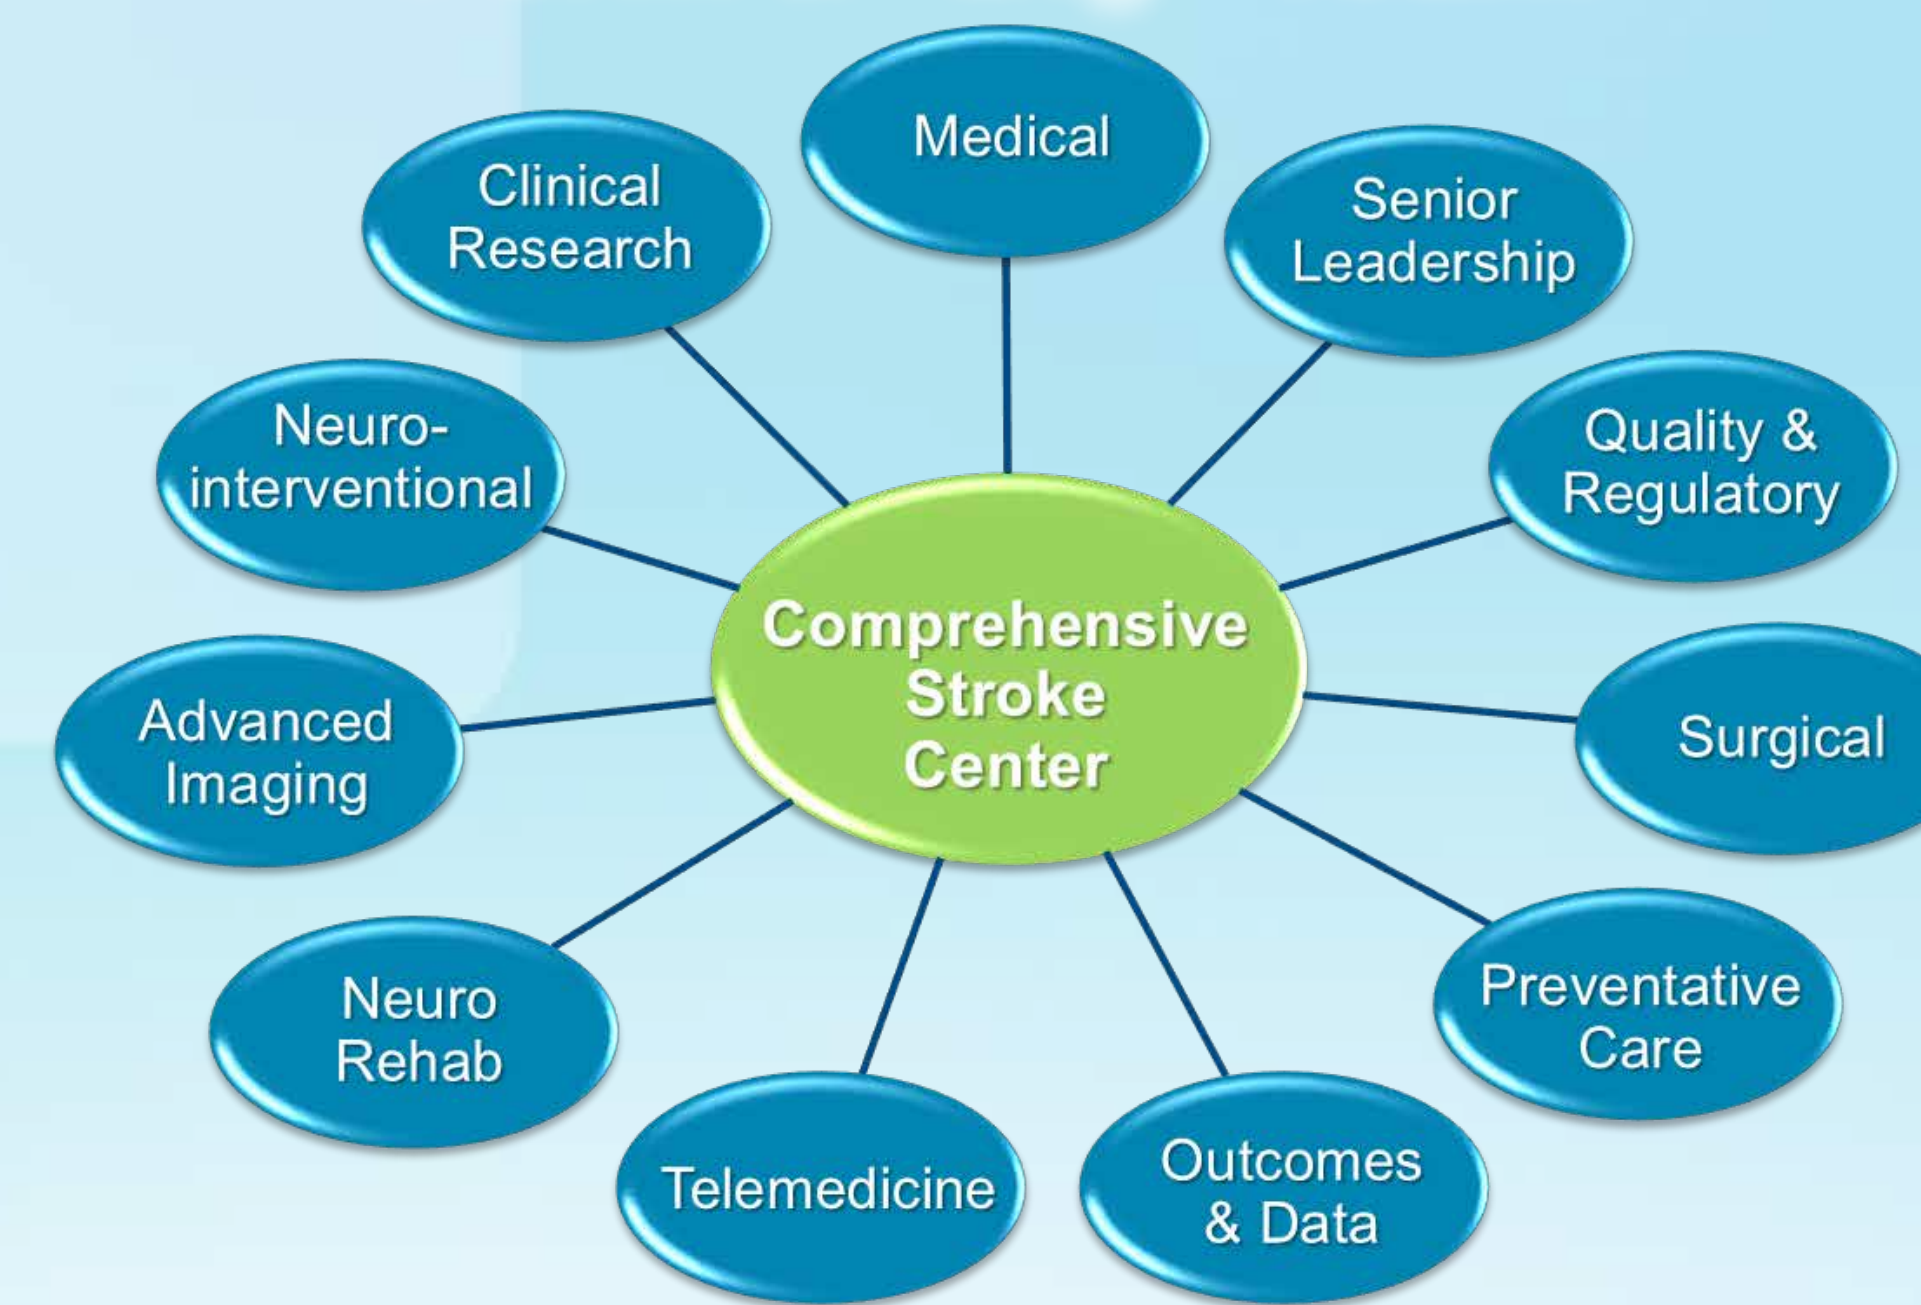 Medical
Clinical
Research
Senior
Leadership
Neuro-
interventional
Quality &
Regulatory
Comprehensive
Stroke
Center
Advanced
Imaging
Surgical
Neuro
Rehab
Preventative
Care
Telemedicine
Outcomes
& Data